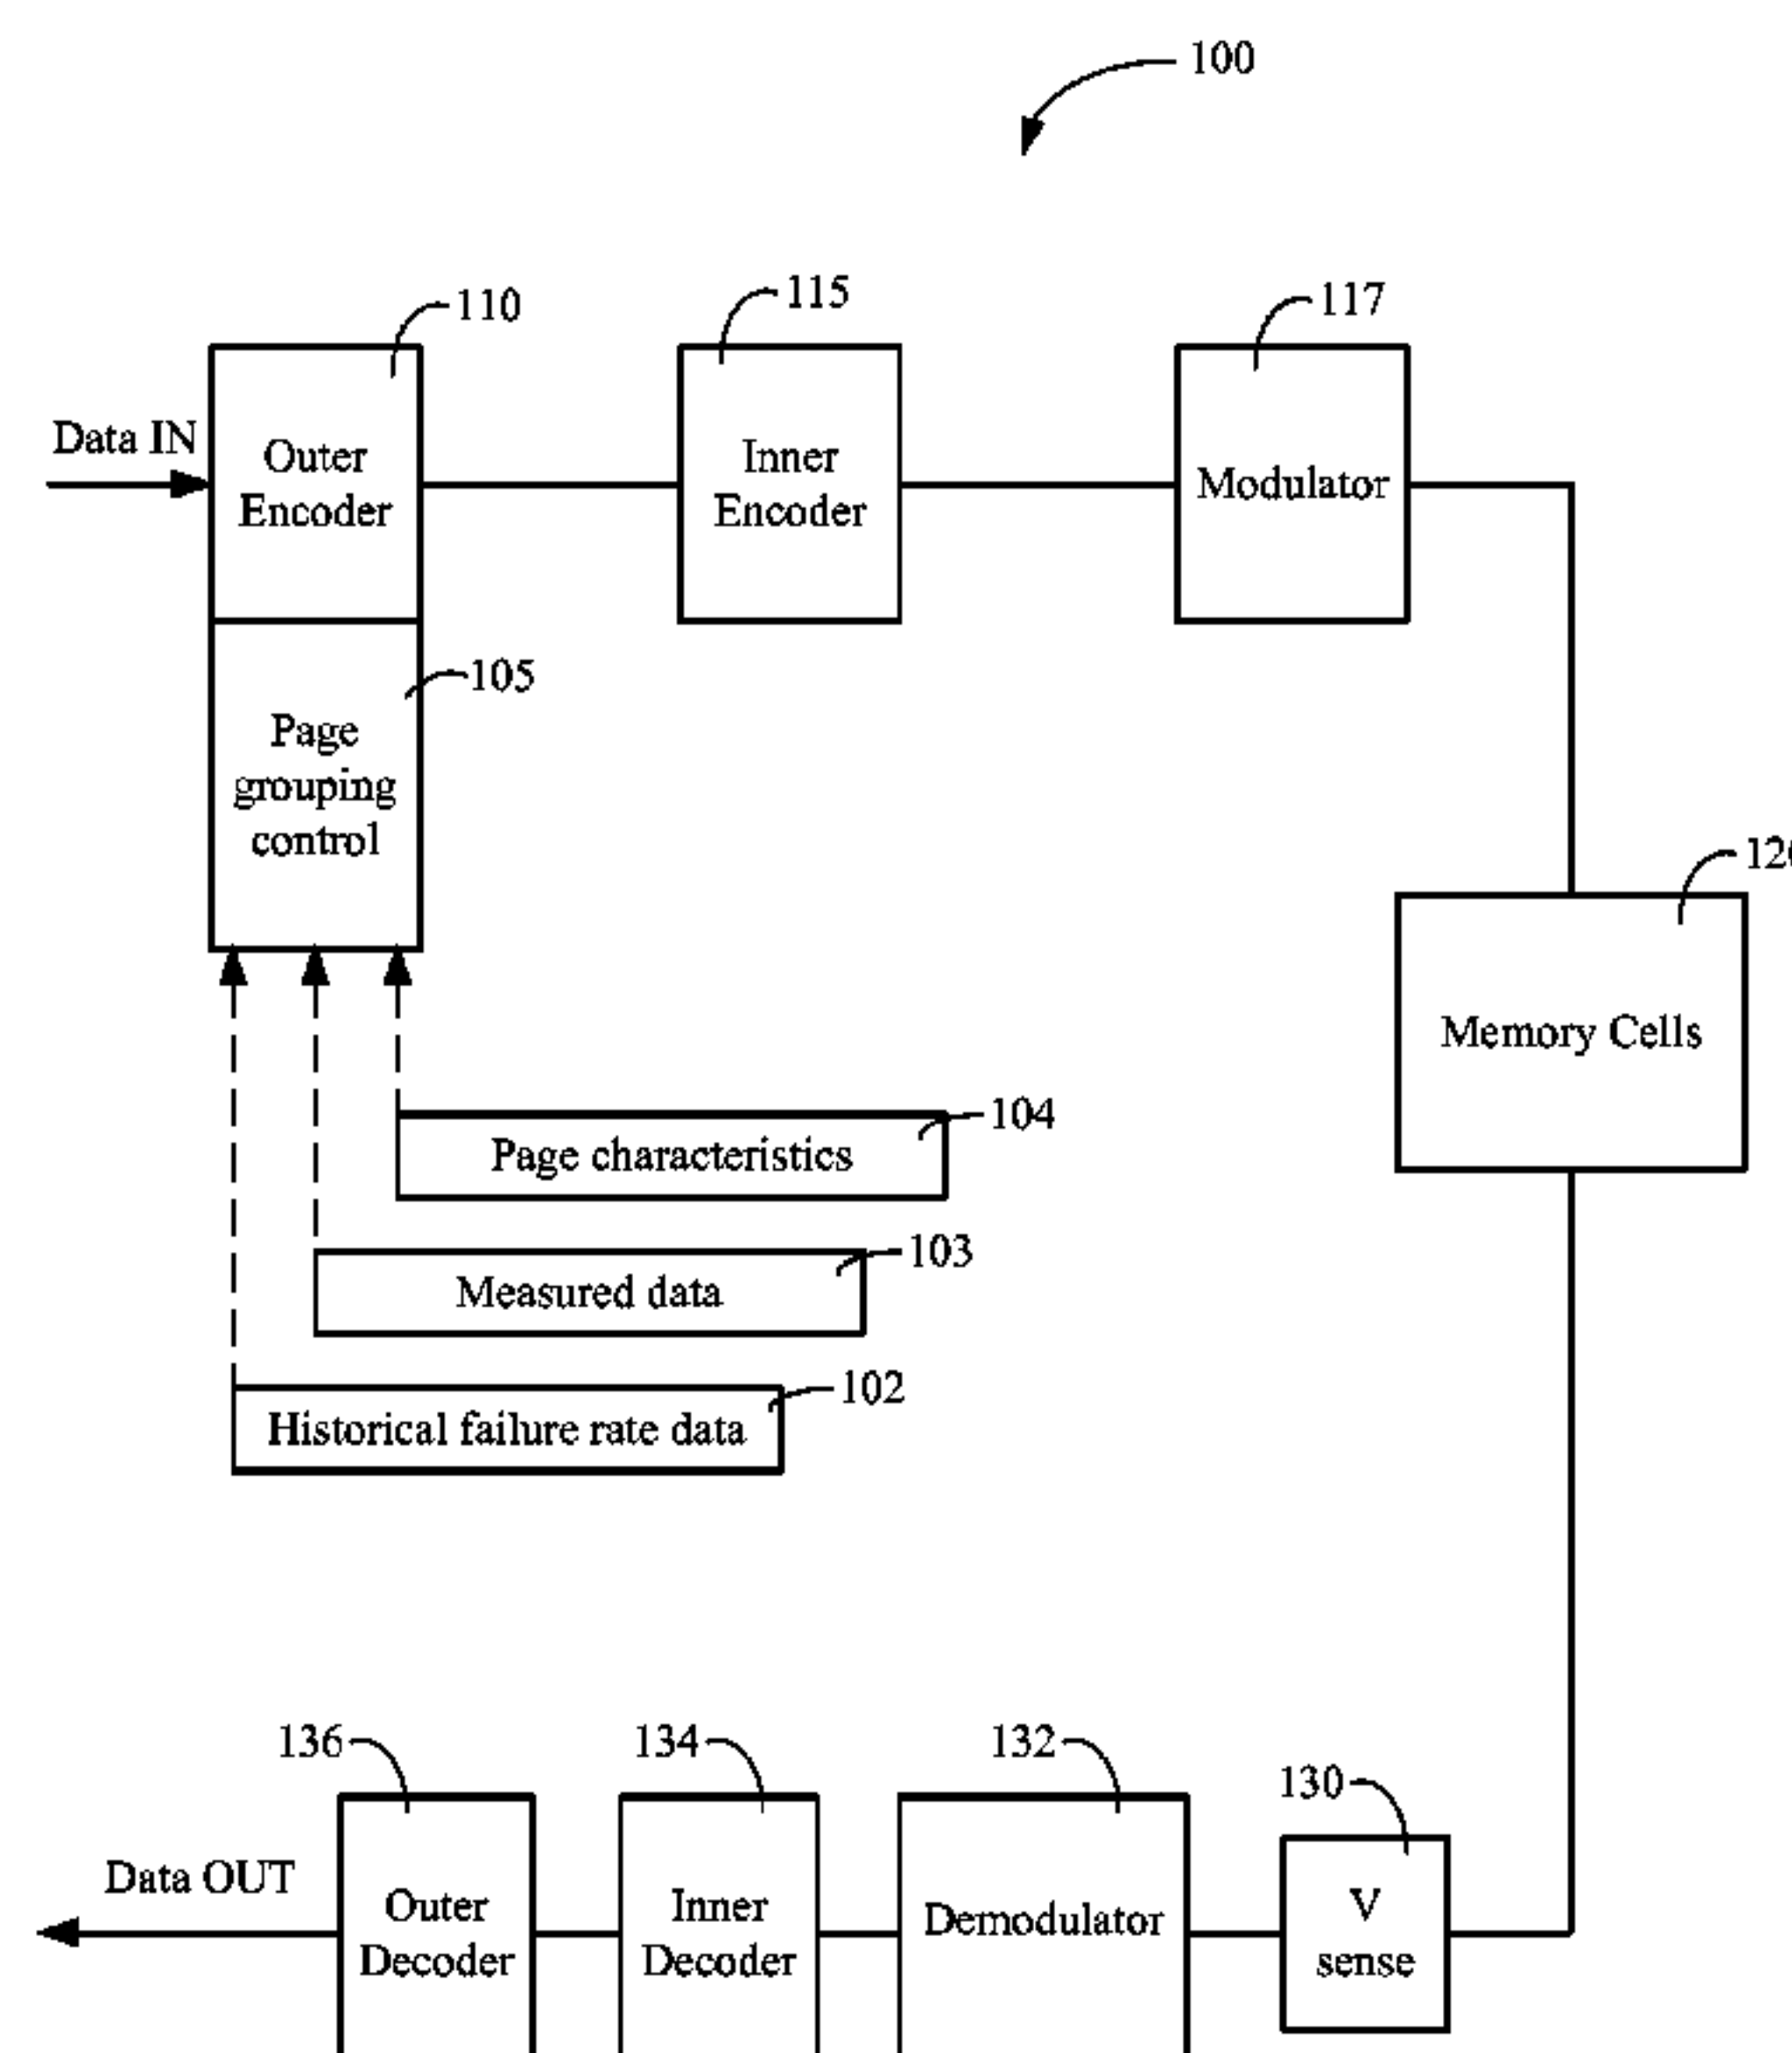 100
110
115
117
Data IN
Outer
Encoder
Inner
Encoder
Modulator
105
Page
grouping
control
Memory Cells
104
Page characteristics
103
Measured data
102
Historical failure rate data
136
134
132
130
Data OUT
Outer
Decoder
Inner
Decoder
Demodulator
V
sense